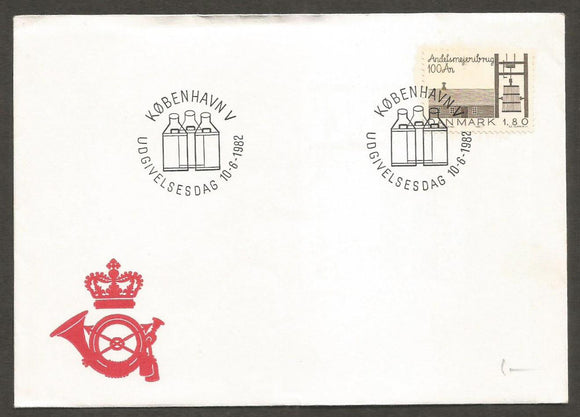 Andelsmejeribrug
100 År
DANMARK 1.80
KØBENHAVN V
UDGIVELSESDAG 10-6-1982
KØBENHAVN V
UDGIVELSESDAG 10-6-1982